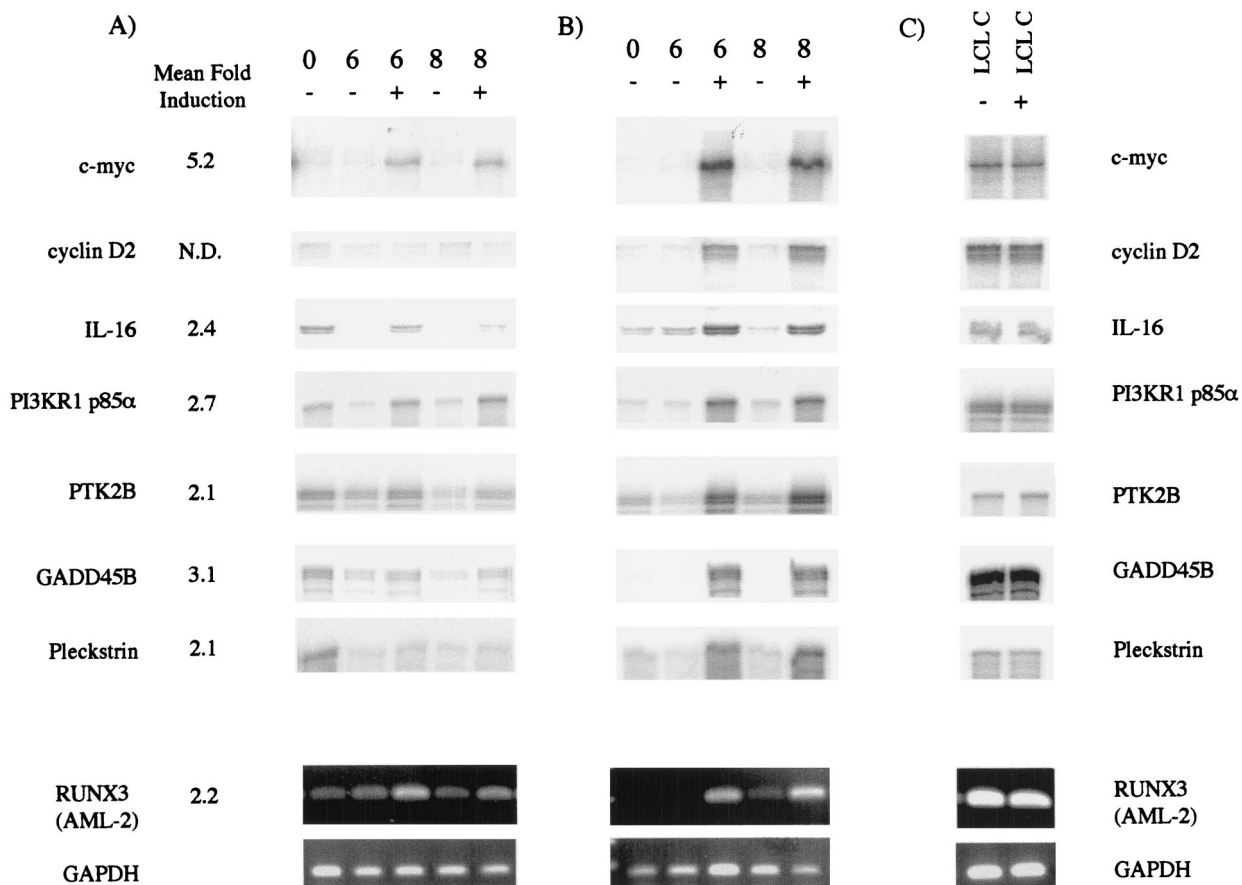 A)
B)
C)
Mean Fold
Induction
0 6 6 8 8
- - + - +
0 6 6 8 8
- - + - +
LCL C LCL C
- +
c-myc 5.2 c-myc
cyclin D2 N.D. cyclin D2
IL-16 2.4 IL-16
PI3KR1 p85α 2.7 PI3KR1 p85α
PTK2B 2.1 PTK2B
GADD45B 3.1 GADD45B
Pleckstrin 2.1 Pleckstrin
RUNX3 2.2 RUNX3
(AML-2) (AML-2)
GAPDH GAPDH